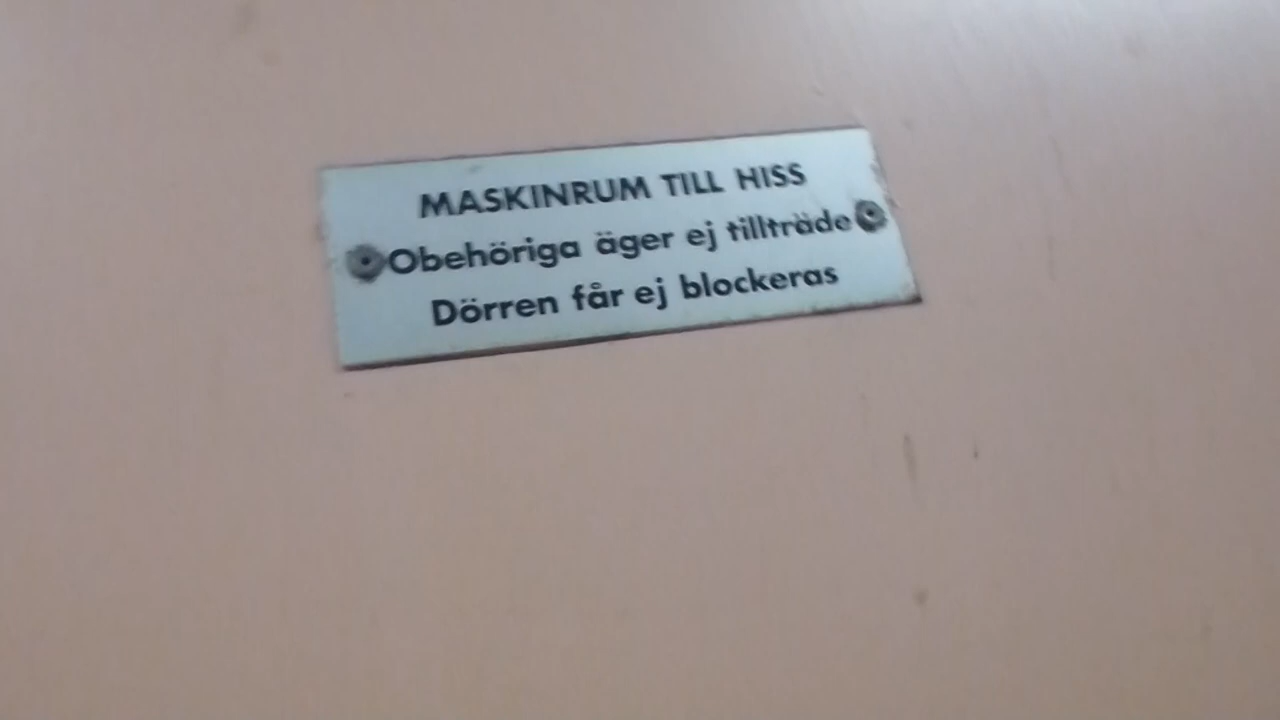 MASKINRUM TILL HISS
Obehöriga äger ej tillträde
Dörren får ej blockeras